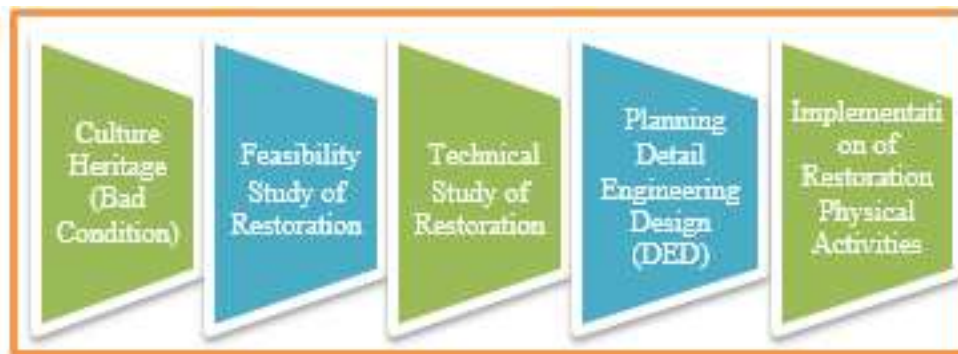 Culture
Heritage
(Bad
Condition)
Feasibility
Study of
Restoration
Technical
Study of
Restoration
Planning
Detail
Engineering
Design
(DED)
Implementati
on of
Restoration
Physical
Activities